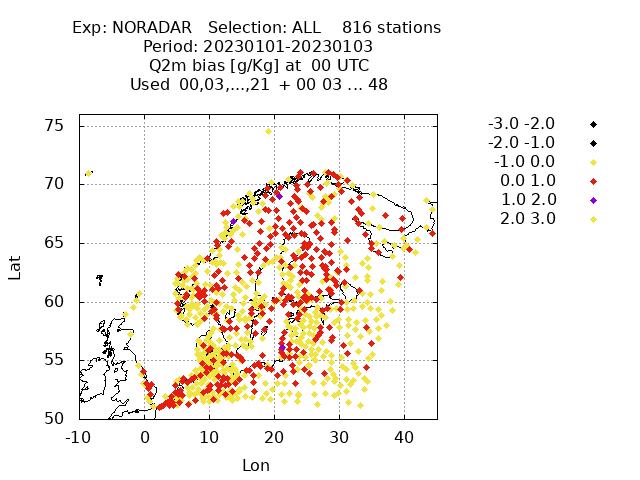 Exp: NORADAR Selection: ALL 816 stations
Period: 20230101-20230103
Q2m bias [g/Kg] at 00 UTC
Used 00,03,...,21 + 00 03 ... 48
75
70
65
60
55
50
-10 0 10 20 30 40
Lat
Lon
-3.0 -2.0
-2.0 -1.0
-1.0 0.0
0.0 1.0
1.0 2.0
2.0 3.0